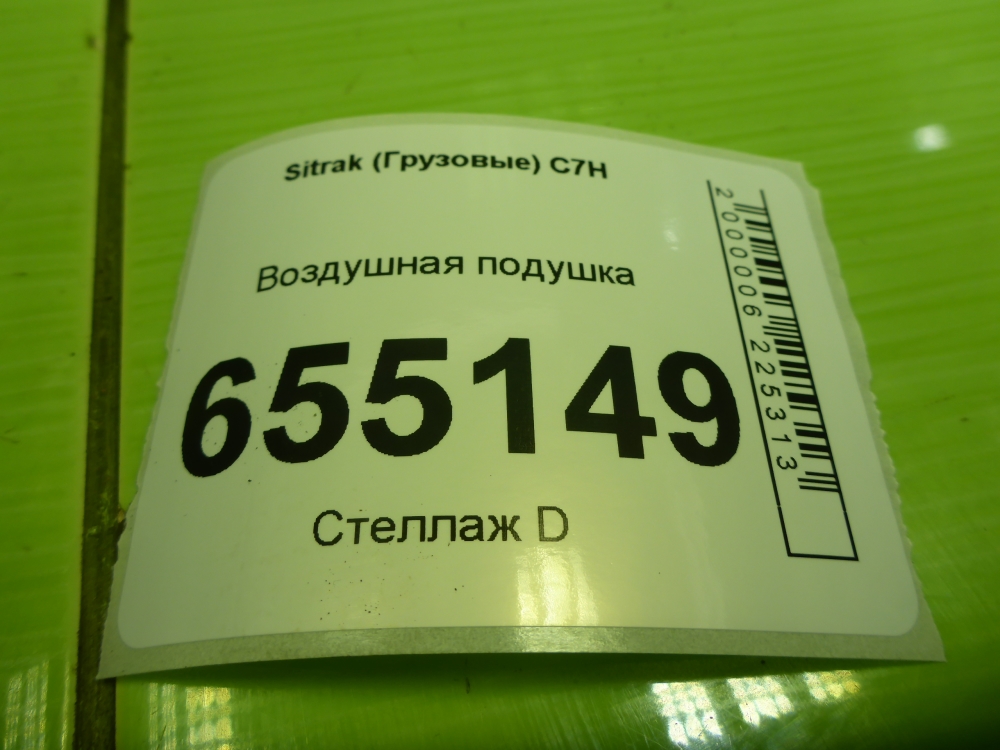 Sitrak (Грузовые) C7H
Воздушная подушка
655149
Стеллаж D
2000006225313